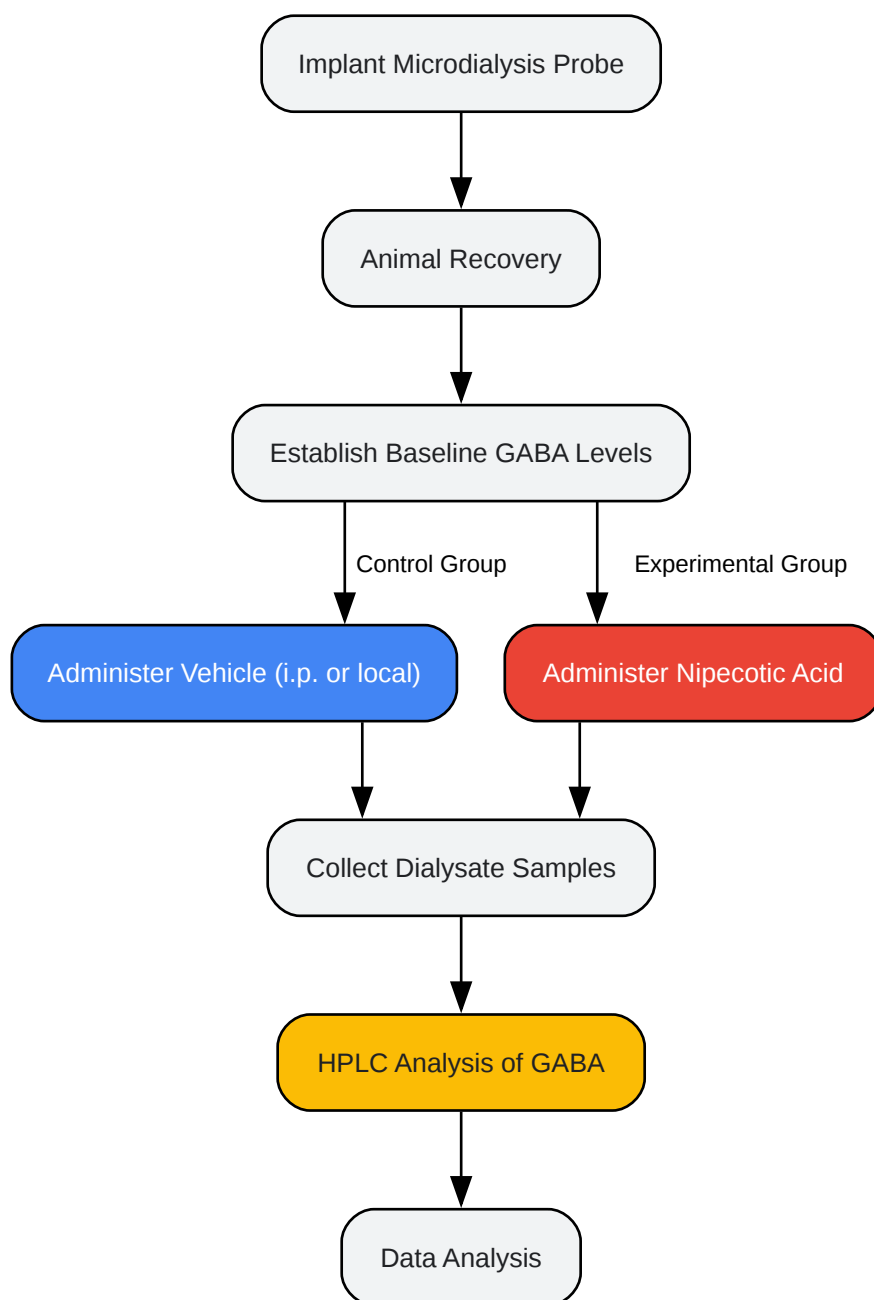 Implant Microdialysis Probe
Animal Recovery
Establish Baseline GABA Levels
Control Group
Experimental Group
Administer Vehicle (i.p. or local)
Administer Nipecotic Acid
Collect Dialysate Samples
HPLC Analysis of GABA
Data Analysis